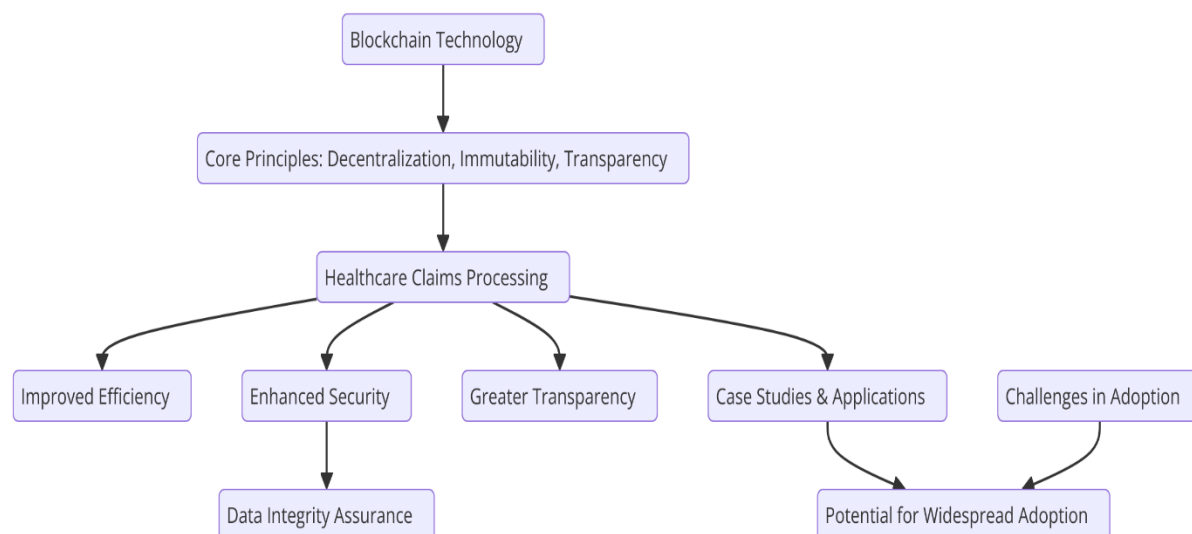 Blockchain Technology
Core Principles: Decentralization, Immutability, Transparency
Healthcare Claims Processing
Improved Efficiency
Enhanced Security
Greater Transparency
Case Studies & Applications
Challenges in Adoption
Data Integrity Assurance
Potential for Widespread Adoption